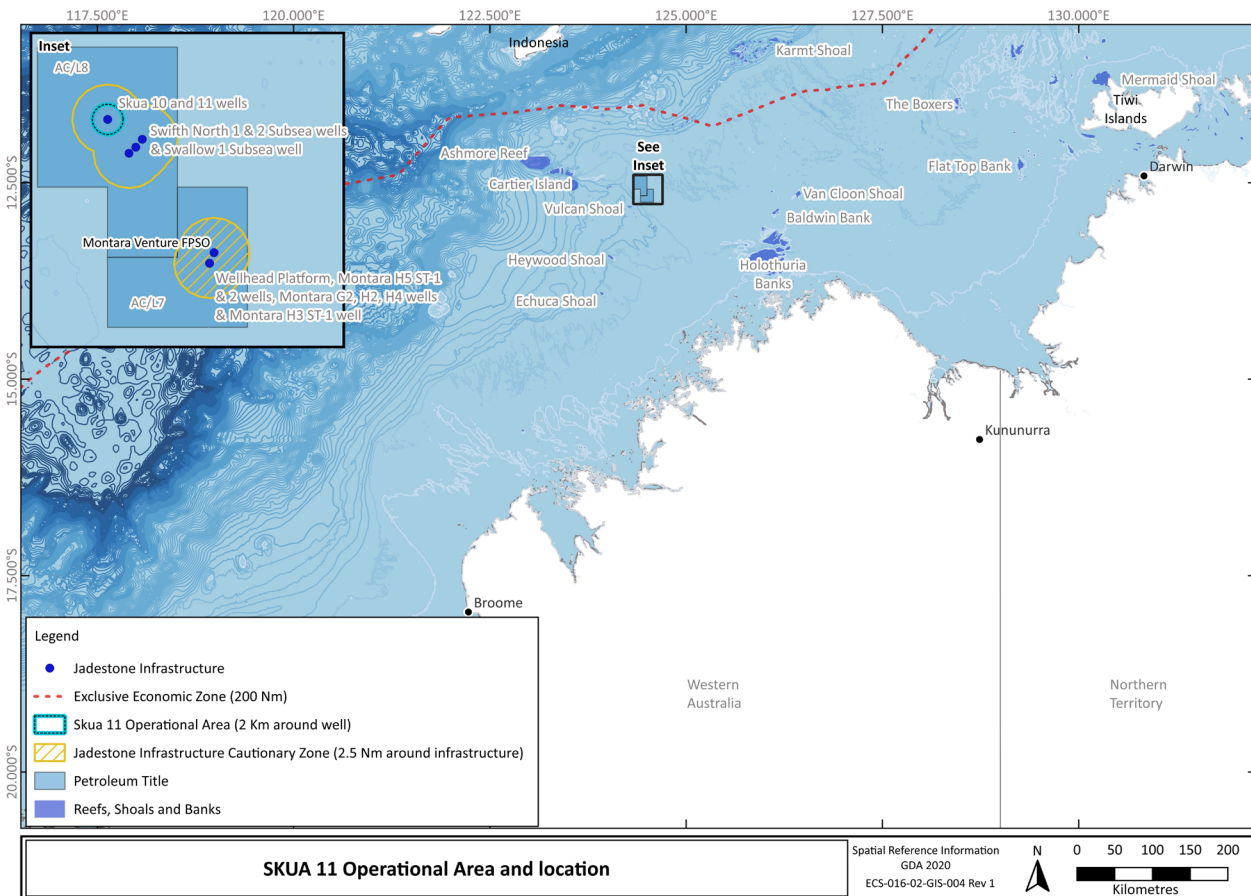 117.500°E
120.000°E
122.500°E
125.000°E
127.500°E
130.000°E
12.500°S
15.000°S
17.500°S
20.000°S
Inset
AC/L8
Skua 10 and 11 wells
Swifth North 1 & 2 Subsea wells
& Swallow 1 Subsea well
Montara Venture FPSO
Wellhead Platform, Montara H5 ST-1
& 2 wells, Montara G2, H2, H4 wells
& Montara H3 ST-1 well
AC/L7
Indonesia
Karmt Shoal
Mermaid Shoal
The Boxers
Tiwi
Islands
Ashmore Reef
See
Inset
Flat Top Bank
Darwin
Cartier Island
Van Cloon Shoal
Vulcan Shoal
Baldwin Bank
Heywood Shoal
Holothuria
Banks
Echuca Shoal
Kununurra
Broome
Western
Australia
Northern
Territory
Legend
Jadestone Infrastructure
Exclusive Economic Zone (200 Nm)
Skua 11 Operational Area (2 Km around well)
Jadestone Infrastructure Cautionary Zone (2.5 Nm around infrastructure)
Petroleum Title
Reefs, Shoals and Banks
SKUA 11 Operational Area and location
Spatial Reference Information
GDA 2020
ECS-016-02-GIS-004 Rev 1
N
0 50 100 150 200
Kilometres